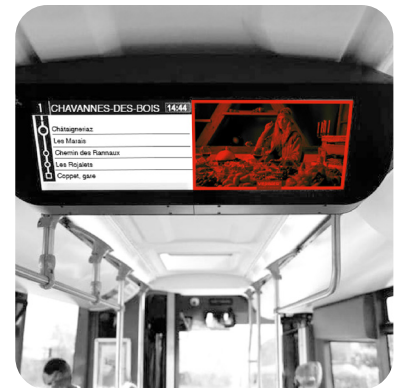 1 CHAVANNES-DES-BOIS 14:44
Châtaigneriaz
Les Marais
Chemin des Rannaux
Les Rojalets
Coppet, gare